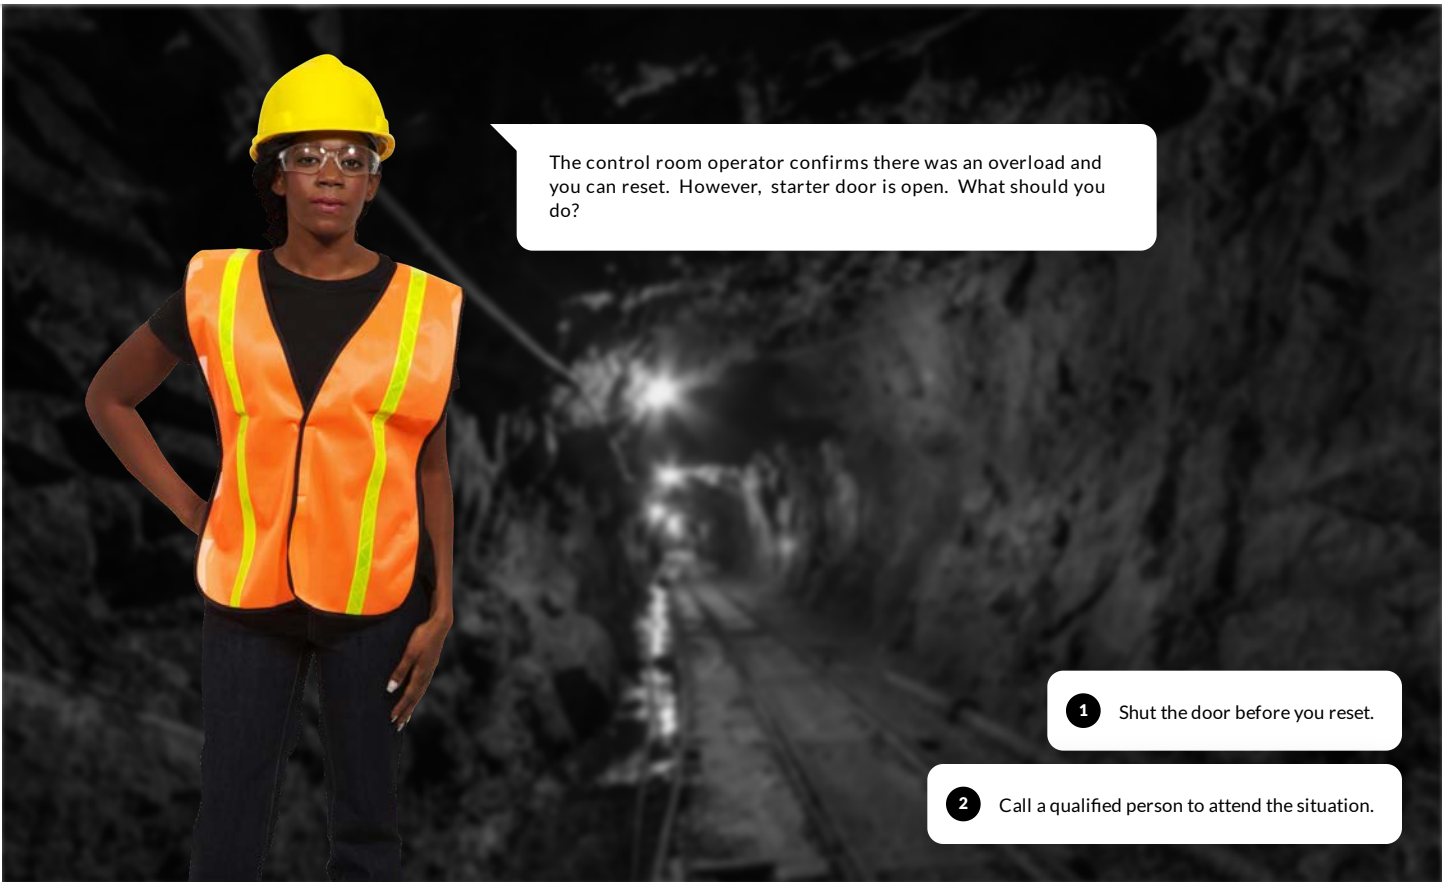 The control room operator confirms there was an overload and
you can reset.  However,  starter door is open.  What should you
do?
1 Shut the door before you reset.
2 Call a qualified person to attend the situation.